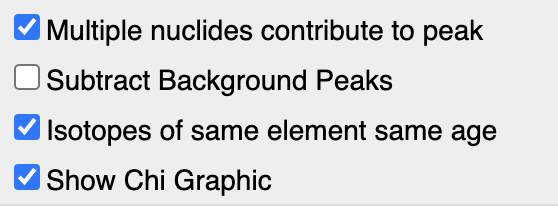 Multiple nuclides contribute to peak
Subtract Background Peaks
Isotopes of same element same age
Show Chi Graphic